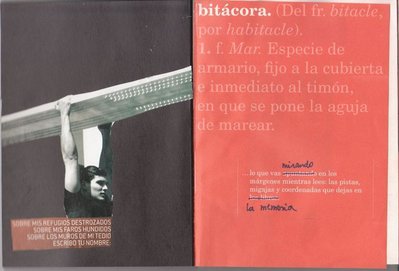 SOBRE MIS REFUGIOS DESTROZADOS
SOBRE MIS FAROS HUNDIDOS
SOBRE LOS MUROS DE MI TEDIO
ESCRIBO TU NOMBRE
bitácora. (Del fr. bitacle,
por habitacle).
1. f. Mar. Especie de
armario, fijo a la cubierta
e inmediato al timón,
en que se pone la aguja
de marear.
mirando
...lo que vas apuntando en los
márgenes mientras lees: las pistas,
migajas y coordenadas que dejas en
la memoria